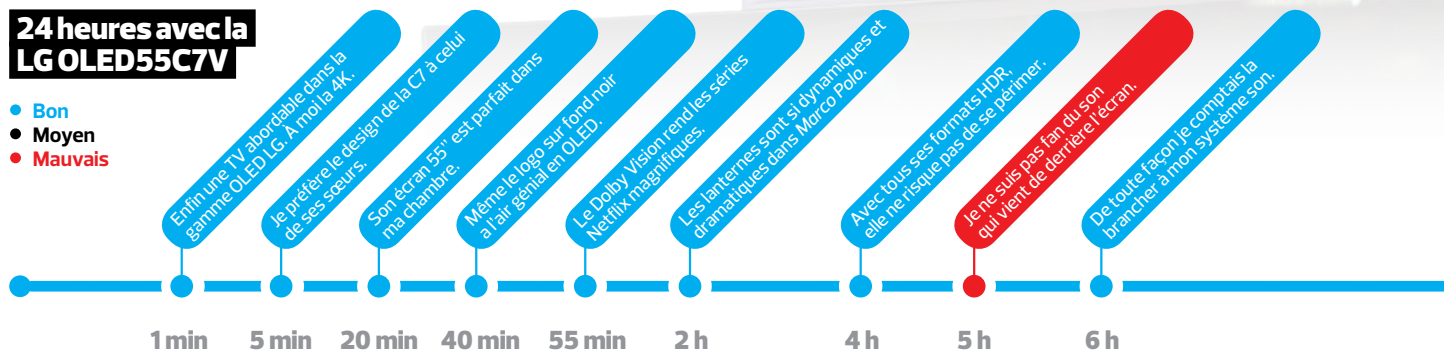 24 heures avec la
LG OLED55C7V
Bon
Moyen
Mauvais
Enfin une TV abordable dans la
gamme OLED LG. À moi la 4K.
Je préfère le design de la C7 à celui
de ses sœurs.
Son écran 55” est parfait dans
ma chambre.
Même le logo sur fond noir
a l'air génial en OLED.
Le Dolby Vision rend les séries
Netflix magnifiques.
Les lanternes sont si dynamiques et
dramatiques dans Marco Polo.
Avec tous ses formats HDR,
elle ne risque pas de se périmer.
Je ne suis pas fan du son
qui vient de derrière l'écran.
De toute façon je comptais la
brancher à mon système son.
1 min
5 min
20 min
40 min
55 min
2 h
4 h
5 h
6 h